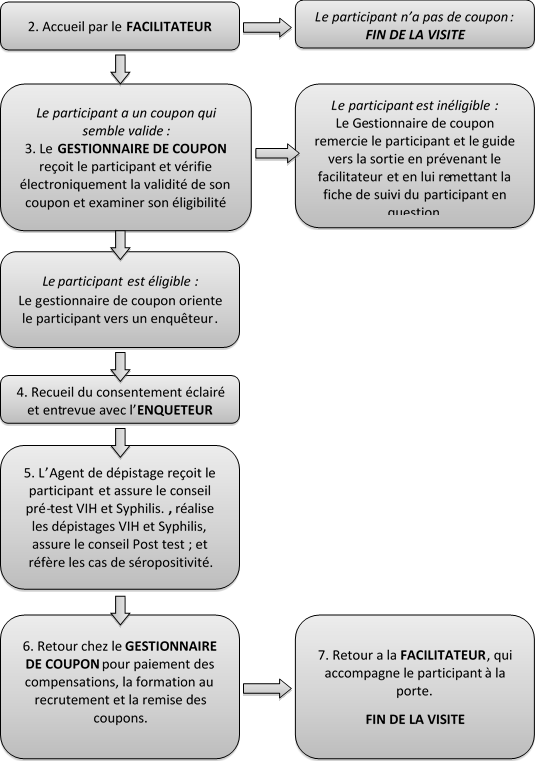 2. Accueil par le FACILITATEUR
Le participant n'a pas de coupon :
FIN DE LA VISITE
Le participant a un coupon qui
semble valide :
3. Le GESTIONNAIRE DE COUPON
reçoit le participant et vérifie
électroniquement la validité de son
coupon et examiner son éligibilité
Le participant est inéligible :
Le Gestionnaire de coupon
remercie le participant et le guide
vers la sortie en prévenant le
facilitateur et en lui remettant la
fiche de suivi du participant en
question
Le participant est éligible :
Le gestionnaire de coupon oriente
le participant vers un enquêteur.
4. Recueil du consentement éclairé
et entrevue avec l'ENQUETEUR
5. L'Agent de dépistage reçoit le
participant et assure le conseil
pré-test VIH et Syphilis. , réalise
les dépistages VIH et Syphilis,
assure le conseil Post test ; et
réfère les cas de séropositivité.
6. Retour chez le GESTIONNAIRE
DE COUPON pour paiement des
compensations, la formation au
recrutement et la remise des
coupons.
7. Retour a la FACILITATEUR, qui
accompagne le participant à la
porte.
FIN DE LA VISITE